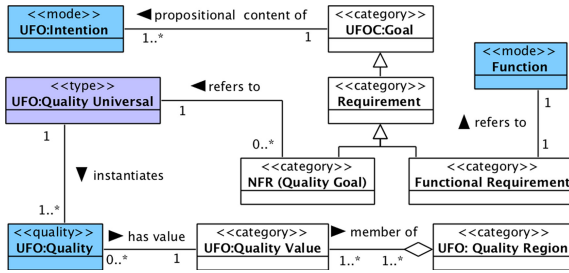 <<mode>>
UFO:Intention
◀ propositional content of
1..*
1
<<category>>
UFOC:Goal
<<mode>>
Function
<<type>>
UFO:Quality Universal
◀ refers to
1
<<category>>
Requirement
1
▲ refers to
1
1
0..*
<<category>>
NFR (Quality Goal)
<<category>>
Functional Requirement
▼ instantiates
1..*
<<quality>>
UFO:Quality
▶ has value
0..*
1
<<category>>
UFO:Quality Value
▶ member of
1..*
1..*
<<category>>
UFO: Quality Region